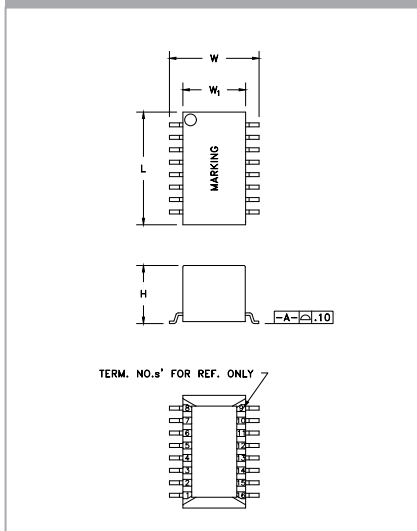 W
W1
L
MARKING
H
-A- ⌓ .10
TERM. NO.s' FOR REF. ONLY
8 9
7 10
6 11
5 12
4 13
3 14
2 15
1 16